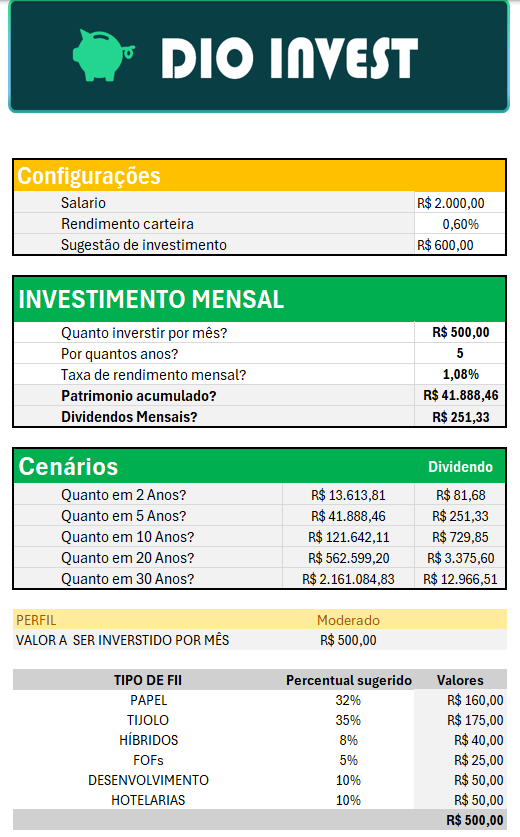 DIO INVEST
Configurações
Salario R$ 2.000,00
Rendimento carteira 0,60%
Sugestão de investimento R$ 600,00
INVESTIMENTO MENSAL
Quanto inverstir por mês? R$ 500,00
Por quantos anos? 5
Taxa de rendimento mensal? 1,08%
Patrimonio acumulado? R$ 41.888,46
Dividendos Mensais? R$ 251,33
Cenários Dividendo
Quanto em 2 Anos? R$ 13.613,81 R$ 81,68
Quanto em 5 Anos? R$ 41.888,46 R$ 251,33
Quanto em 10 Anos? R$ 121.642,11 R$ 729,85
Quanto em 20 Anos? R$ 562.599,20 R$ 3.375,60
Quanto em 30 Anos? R$ 2.161.084,83 R$ 12.966,51
PERFIL Moderado
VALOR A SER INVERSTIDO POR MÊS R$ 500,00
TIPO DE FII Percentual sugerido Valores
PAPEL 32% R$ 160,00
TIJOLO 35% R$ 175,00
HÍBRIDOS 8% R$ 40,00
FOFs 5% R$ 25,00
DESENVOLVIMENTO 10% R$ 50,00
HOTELARIAS 10% R$ 50,00
R$ 500,00